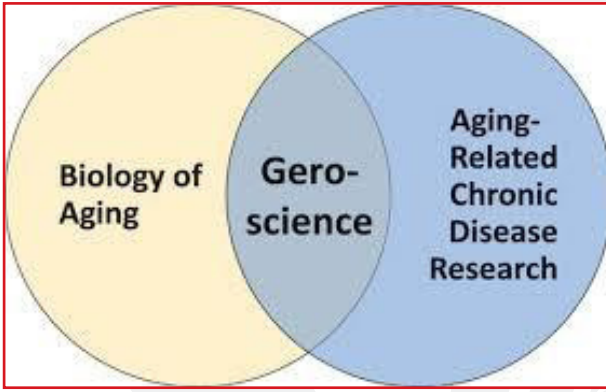 Biology of
Aging
Gero-
science
Aging-
Related
Chronic
Disease
Research